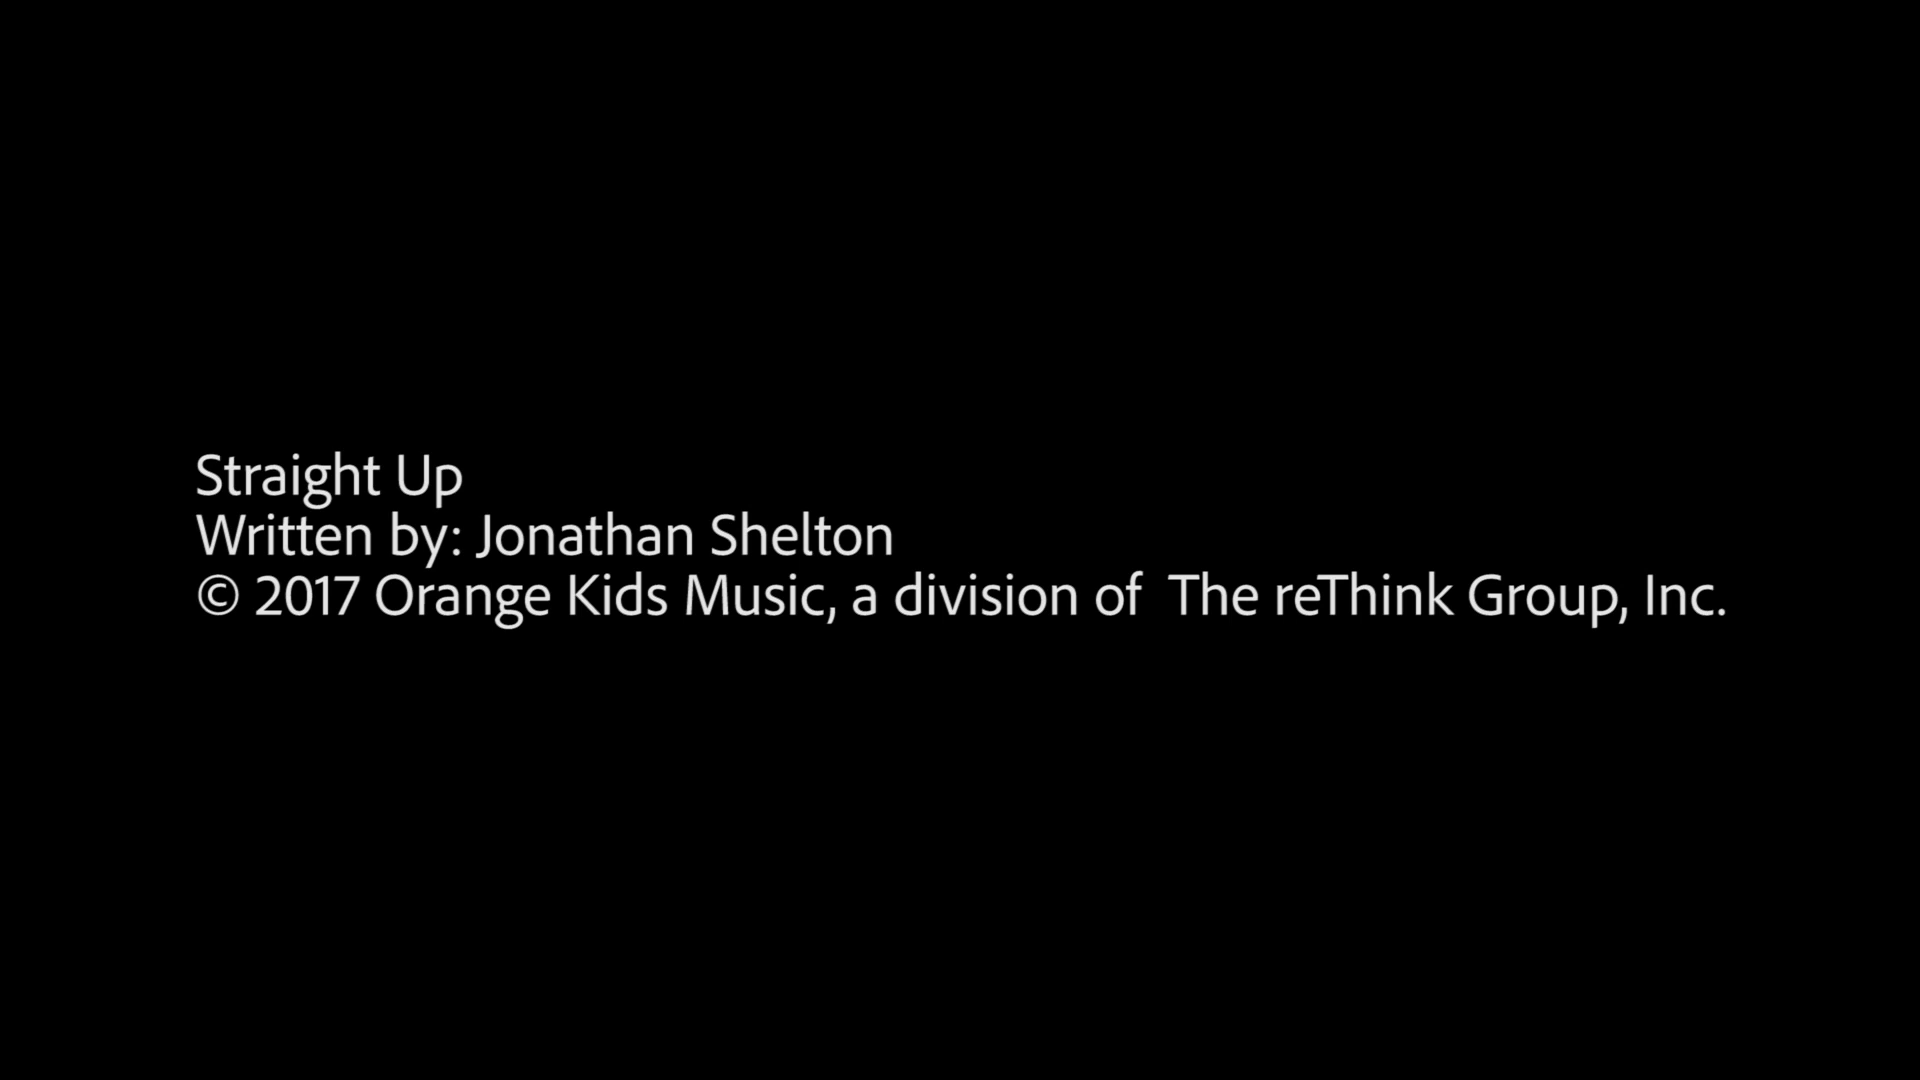 Straight Up
Written by: Jonathan Shelton
© 2017 Orange Kids Music, a division of  The reThink Group, Inc.